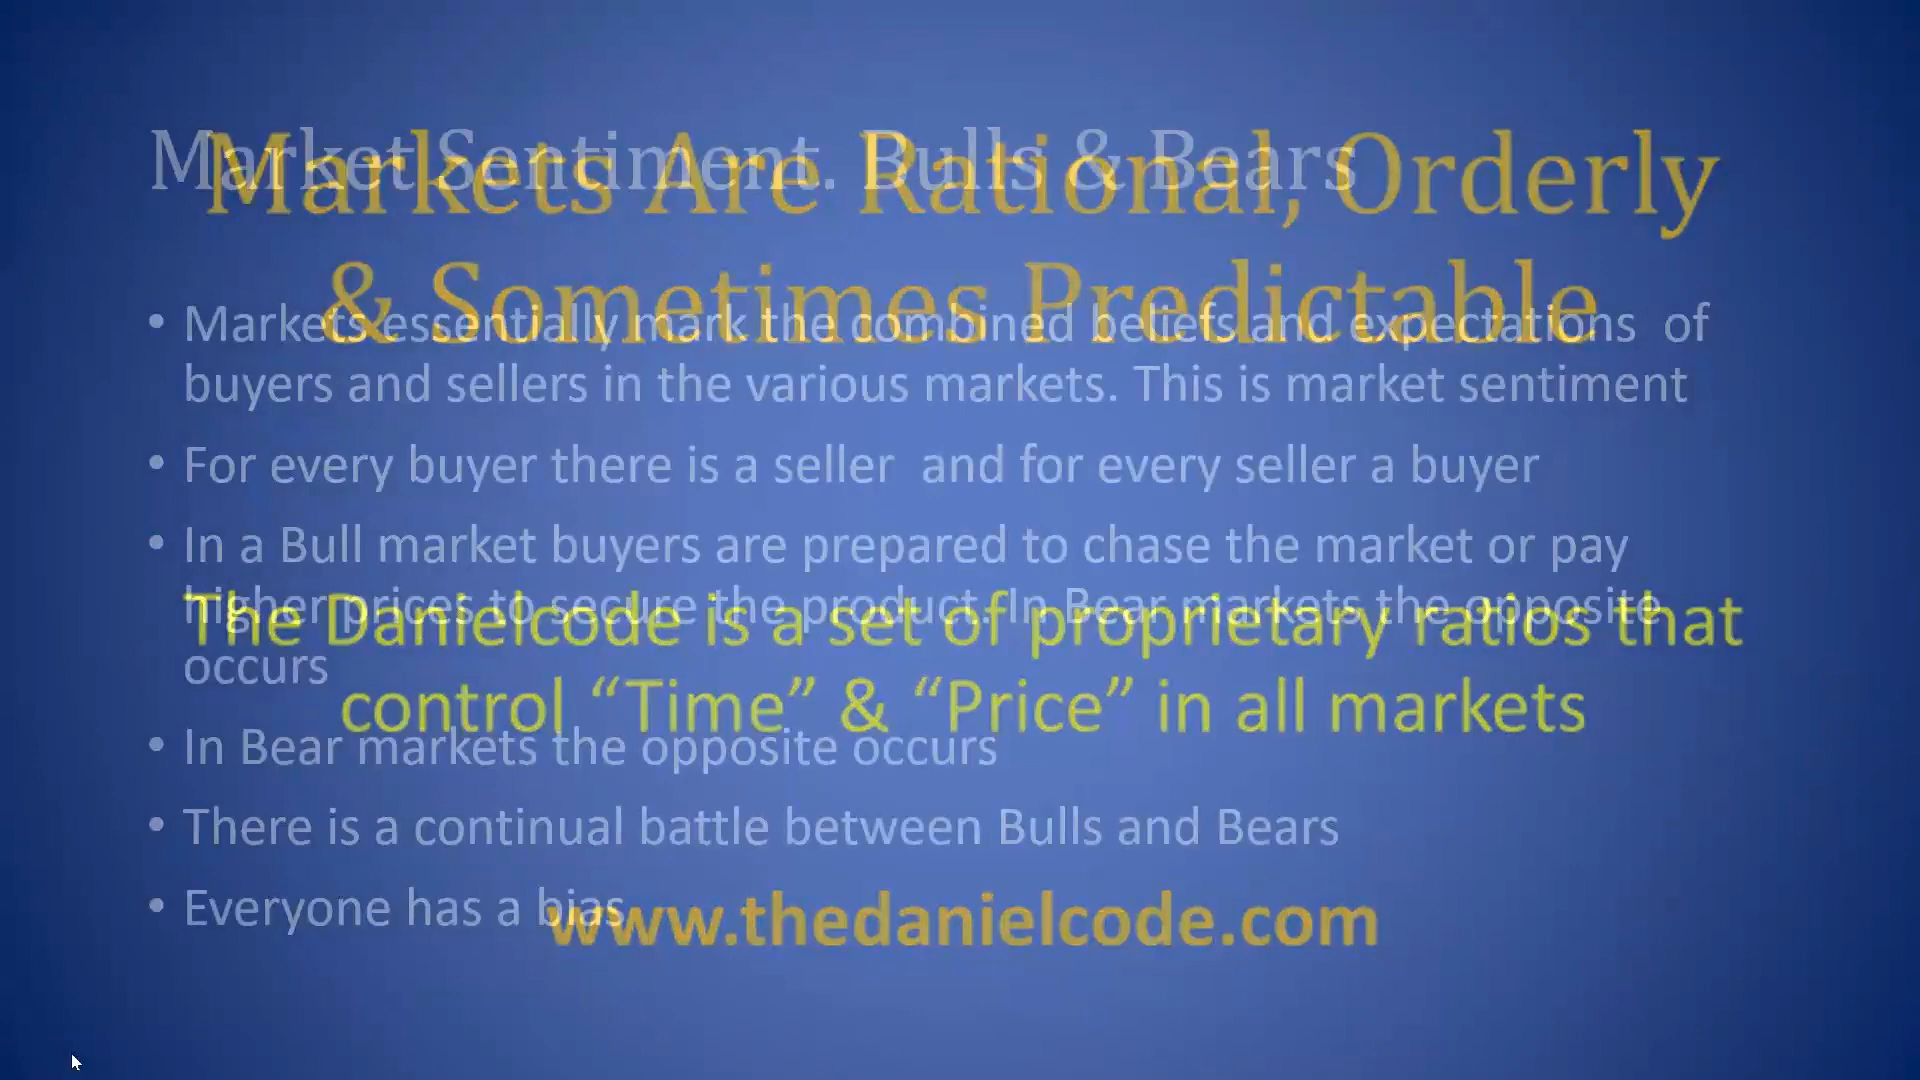 Market Sentiment. Bulls & Bears
Markets Are Rational, Orderly
& Sometimes Predictable
• Markets essentially mark the combined beliefs and expectations of
buyers and sellers in the various markets. This is market sentiment
• For every buyer there is a seller and for every seller a buyer
• In a Bull market buyers are prepared to chase the market or pay
higher prices to secure the product. In Bear markets the opposite
occurs
The Danielcode is a set of proprietary ratios that
control “Time” & “Price” in all markets
• In Bear markets the opposite occurs
• There is a continual battle between Bulls and Bears
• Everyone has a bias
www.thedanielcode.com